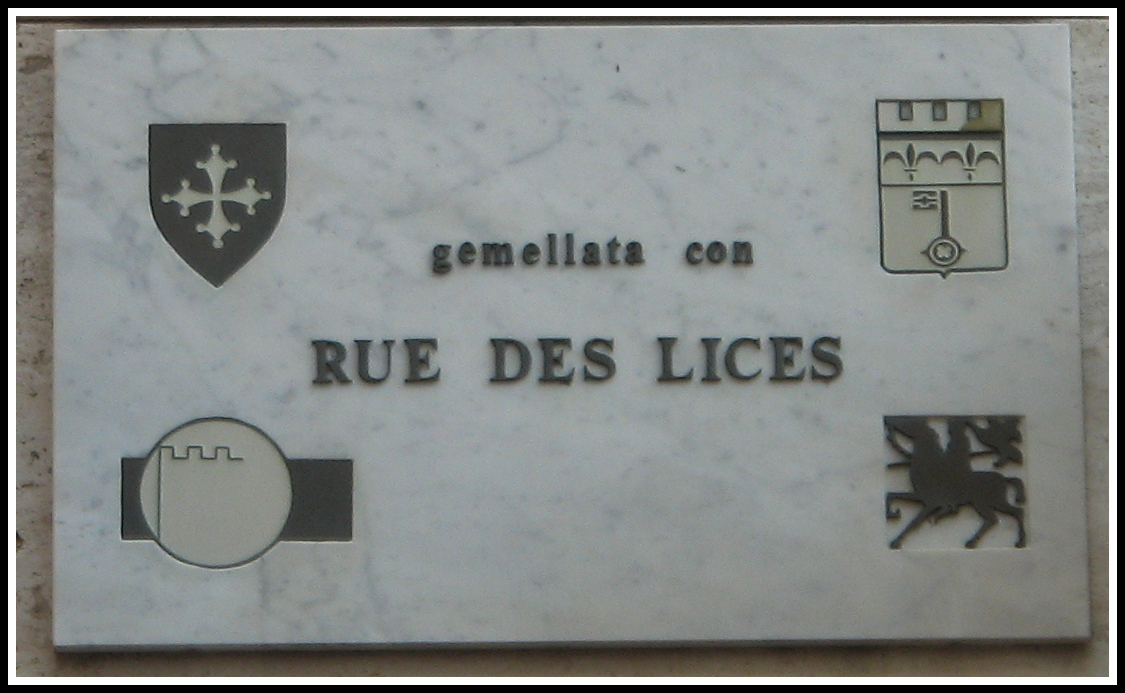 gemellata con
RUE DES LICES